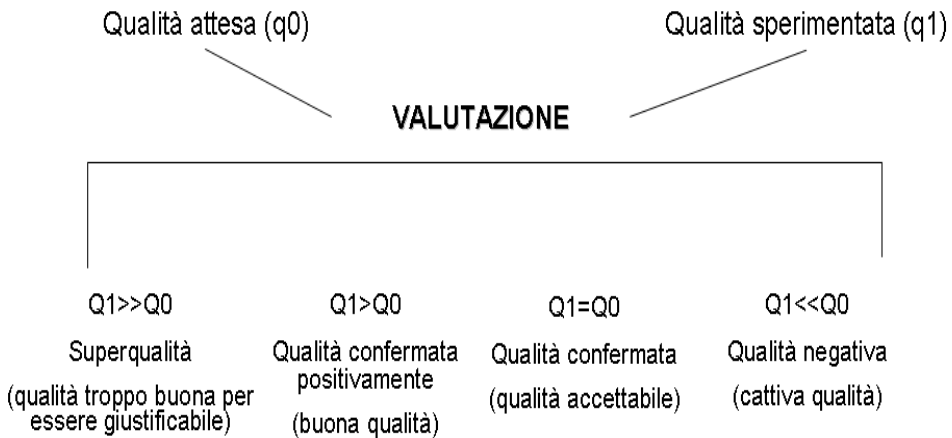 Qualità attesa (q0)
Qualità sperimentata (q1)
VALUTAZIONE
Q1>>Q0
Superqualità
(qualità troppo buona per
essere giustificabile)
Q1>Q0
Qualità confermata
positivamente
(buona qualità)
Q1=Q0
Qualità confermata
(qualità accettabile)
Q1<<Q0
Qualità negativa
(cattiva qualità)